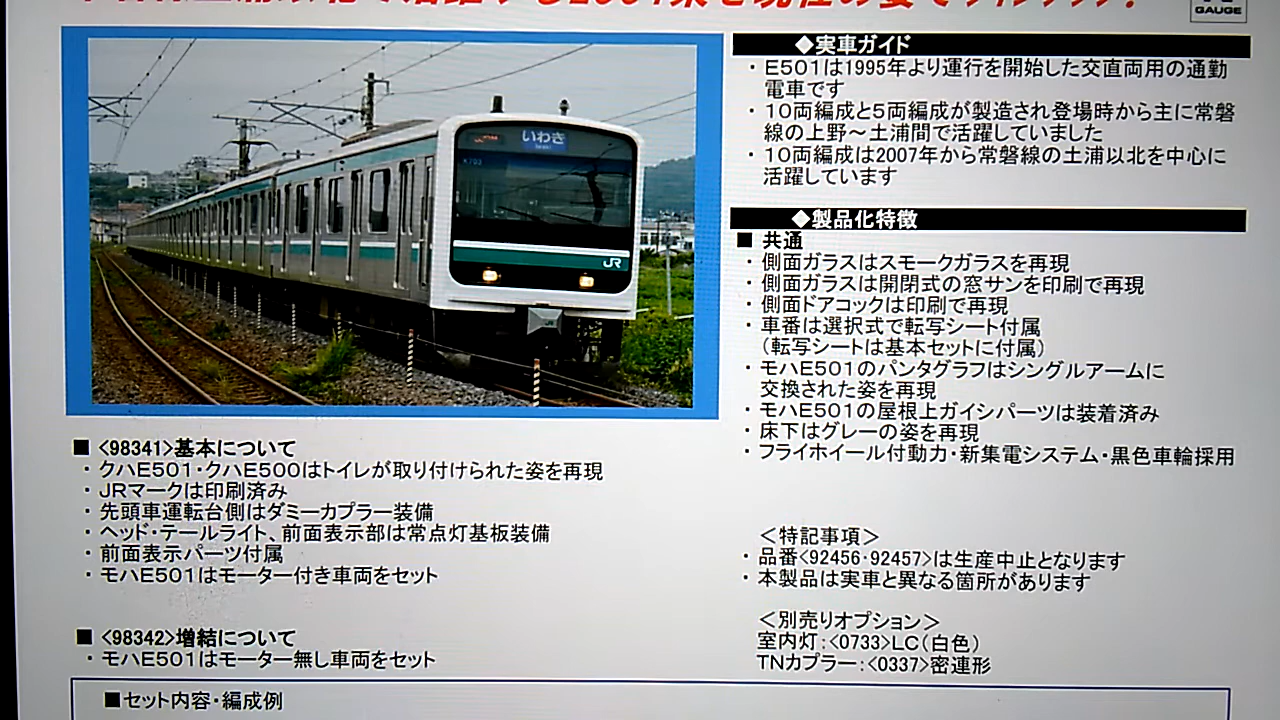 GAUGE
◆実車ガイド
・E501は1995年より運行を開始した交直両用の通勤
電車です
・10両編成と5両編成が製造され登場時から主に常磐
線の上野～土浦間で活躍していました
・10両編成は2007年から常磐線の土浦以北を中心に
活躍しています
いわき
K703
JR
◆製品化特徴
■ 共通
・側面ガラスはスモークガラスを再現
・側面ガラスは開閉式の窓サンを印刷で再現
・側面ドアコックは印刷で再現
・車番は選択式で転写シート付属
（転写シートは基本セットに付属）
・モハE501のパンタグラフはシングルアームに
交換された姿を再現
・モハE501の屋根上ガイシパーツは装着済み
・床下はグレーの姿を再現
・フライホイール付動力・新集電システム・黒色車輪採用
■ <98341>基本について
・クハE501・クハE500はトイレが取り付けられた姿を再現
・JRマークは印刷済み
・先頭車運転台側はダミーカプラー装備
・ヘッド・テールライト、前面表示部は常点灯基板装備
・前面表示パーツ付属
・モハE501はモーター付き車両をセット
■ <98342>増結について
・モハE501はモーター無し車両をセット
＜特記事項＞
・品番<92456・92457>は生産中止となります
・本製品は実車と異なる箇所があります
＜別売りオプション＞
室内灯：<0733>LC（白色）
TNカプラー：<0337>密連形
■セット内容・編成例